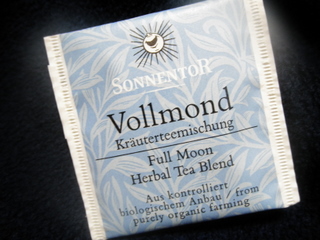 SONNENTOR
Vollmond
Kräuterteemischung
Full Moon
Herbal Tea Blend
Aus kontrolliert
biologischem Anbau / from
purely organic farming